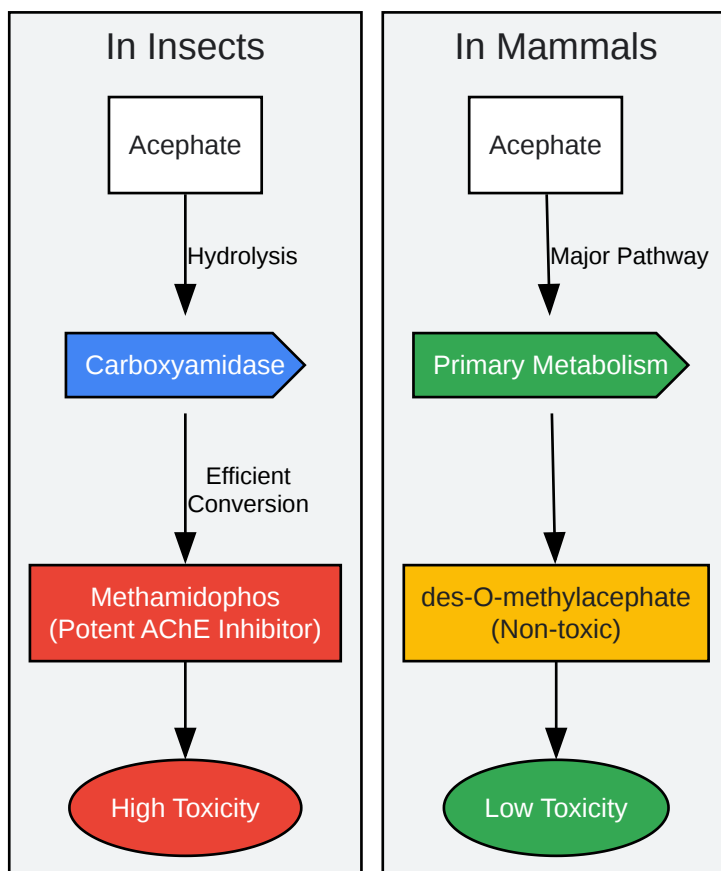 In Insects
Acephate
Hydrolysis
Carboxyamidase
Efficient
Conversion
Methamidophos
(Potent AChE Inhibitor)
High Toxicity
In Mammals
Acephate
Major Pathway
Primary Metabolism
des-O-methylacephate
(Non-toxic)
Low Toxicity